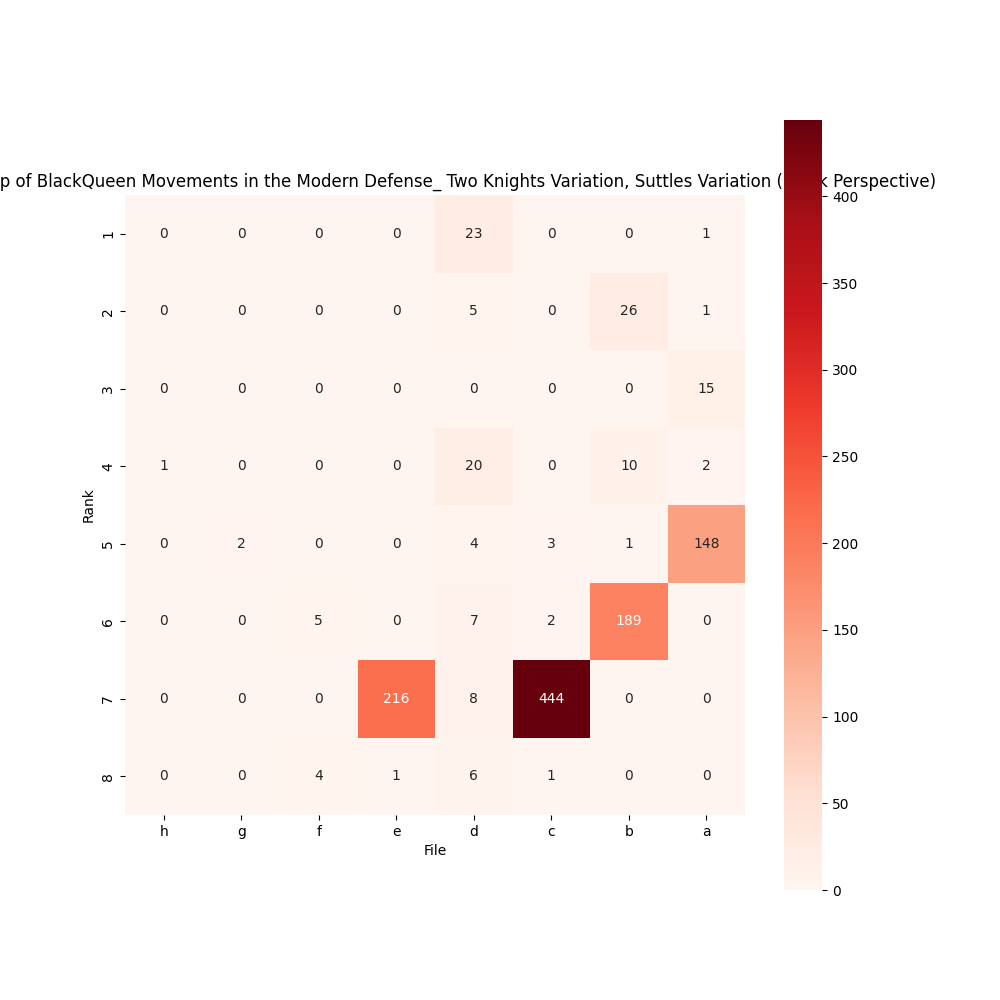 p of BlackQueen Movements in the Modern Defense_ Two Knights Variation, Suttles Variation ( k Perspective)
400
350
300
250
200
150
100
50
0
Rank
1 0 0 0 0 23 0 0 1
2 0 0 0 0 5 0 26 1
3 0 0 0 0 0 0 0 15
4 1 0 0 0 20 0 10 2
5 0 2 0 0 4 3 1 148
6 0 0 5 0 7 2 189 0
7 0 0 0 216 8 444 0 0
8 0 0 4 1 6 1 0 0
h g f e d c b a
File